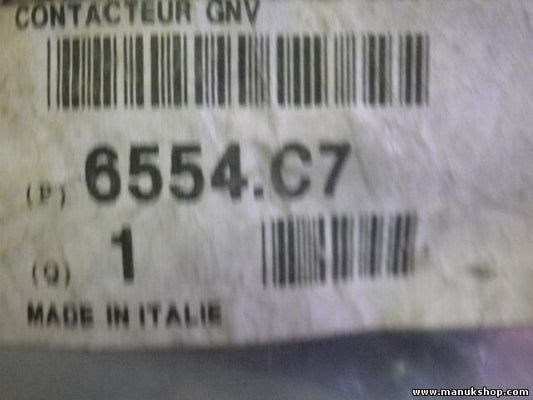 CONTACTEUR GNV
(P) 6554.C7
(Q) 1
MADE IN ITALIE
www.manukshop.com